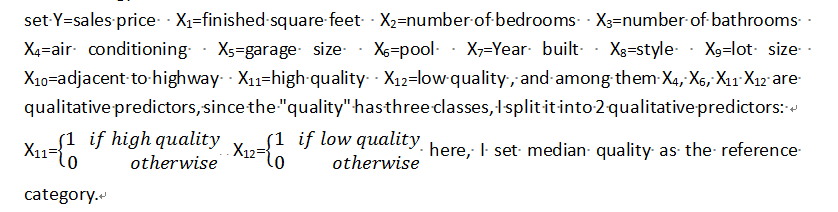 set Y=sales price X₁=finished square feet X₂=number of bedrooms X₃=number of bathrooms
X₄=air conditioning X₅=garage size X₆=pool X₇=Year built X₈=style X₉=lot size
X₁₀=adjacent to highway X₁₁=high quality X₁₂=low quality , and among them X₄, X₆, X₁₁ X₁₂ are
qualitative predictors, since the "quality" has three classes, I split it into 2 qualitative predictors:
X₁₁={1 if high quality 0 otherwise X₁₂={1 if low quality 0 otherwise here, I set median quality as the reference
category.